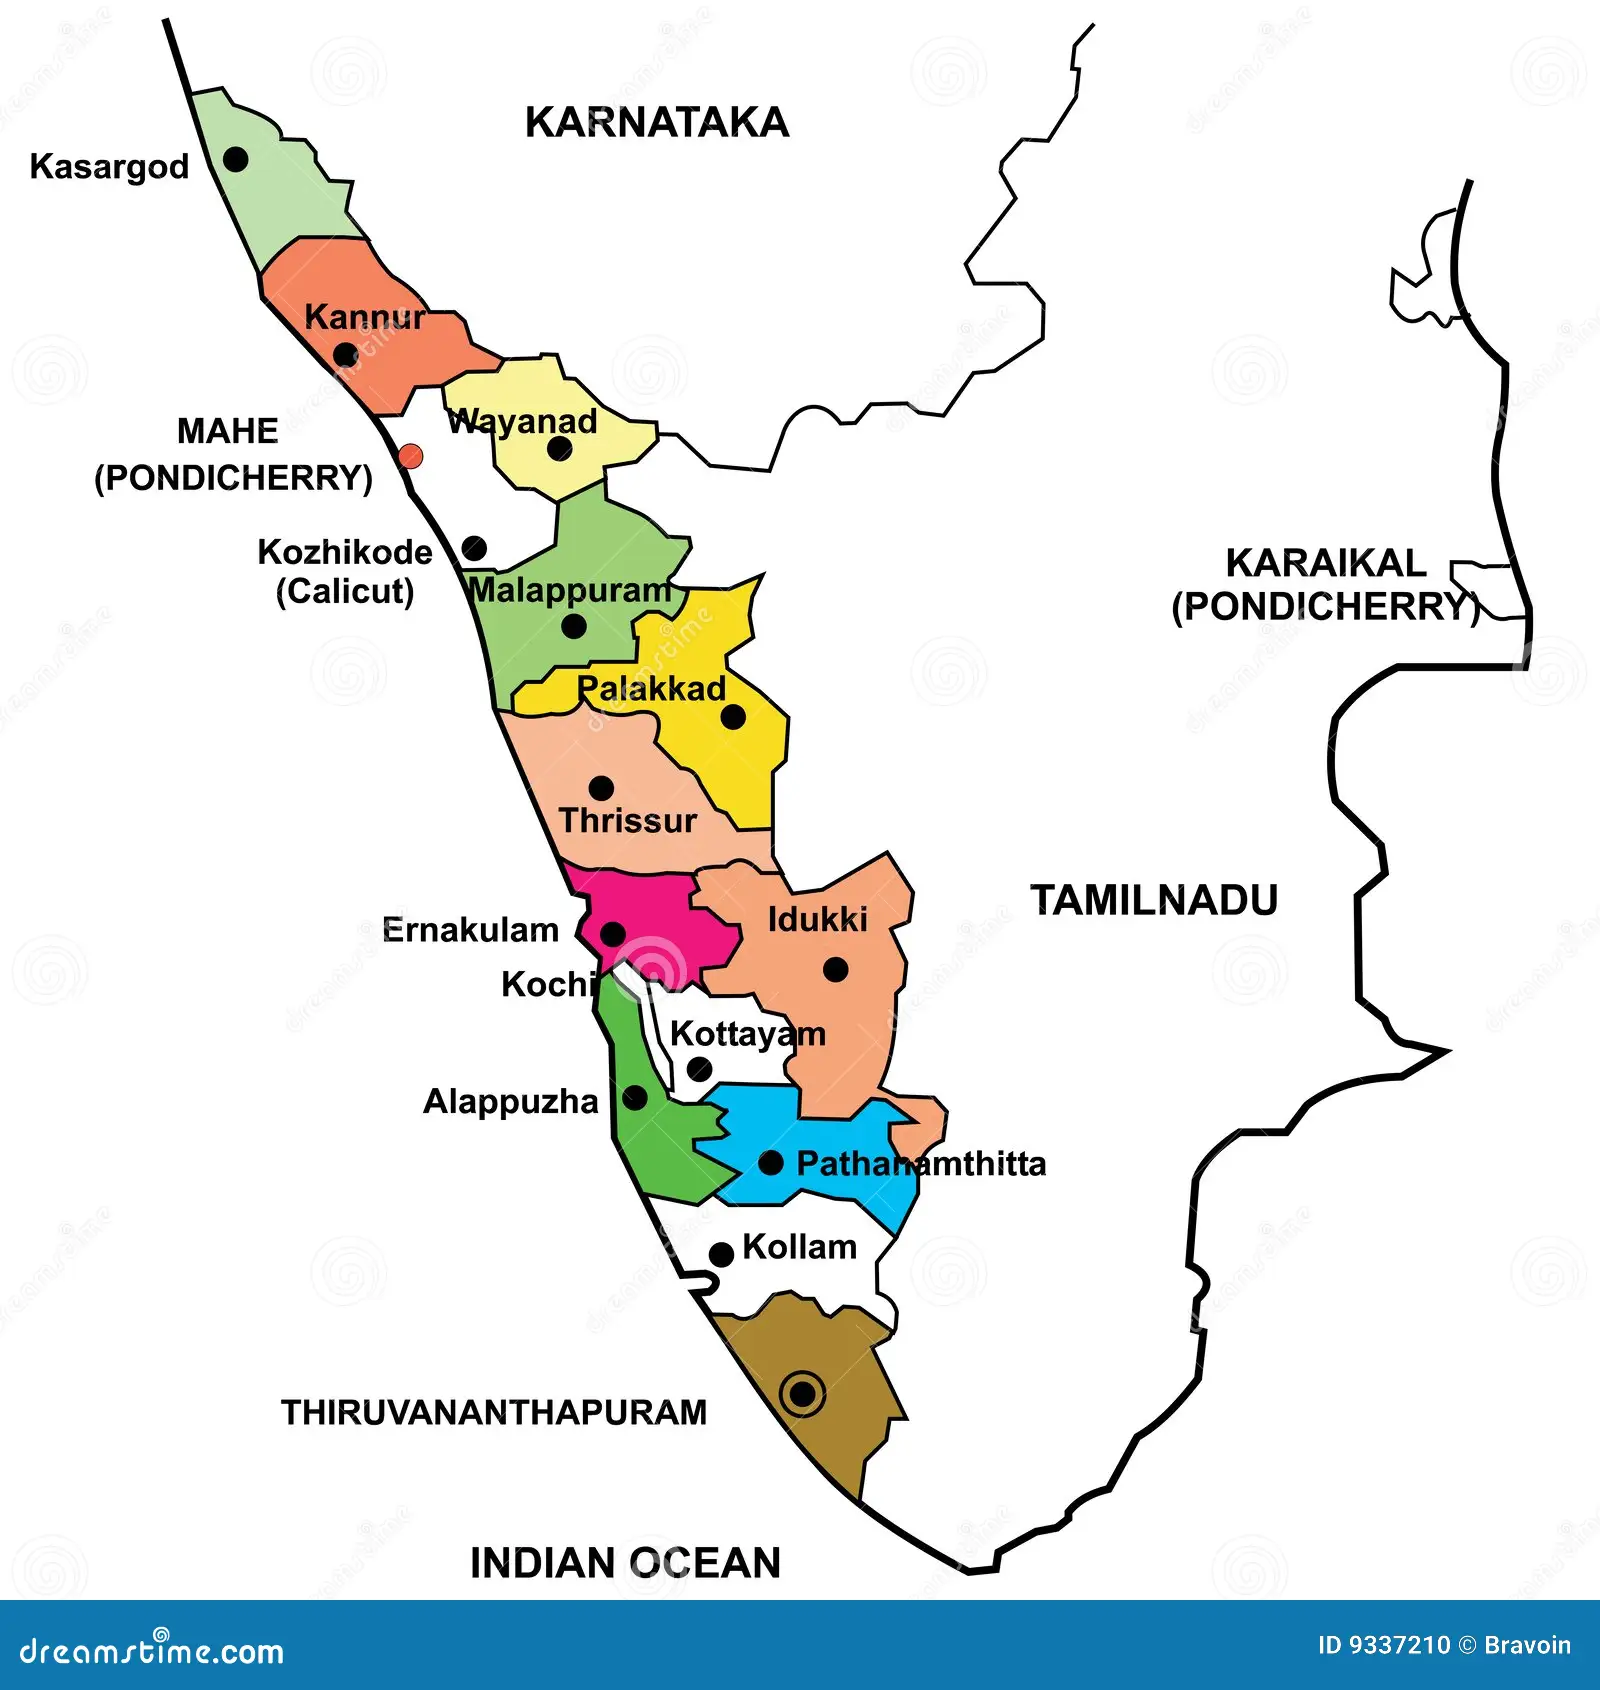 KARNATAKA
Kasargod
Kannur
Wayanad
MAHE
(PONDICHERRY)
Kozhikode
(Calicut)
Malappuram
KARAIKAL
(PONDICHERRY)
Palakkad
Thrissur
TAMILNADU
Idukki
Ernakulam
Kochi
Kottayam
Alappuzha
Pathanamthitta
Kollam
THIRUVANANTHAPURAM
INDIAN OCEAN
dreamstime.com
ID 9337210 © Bravoin